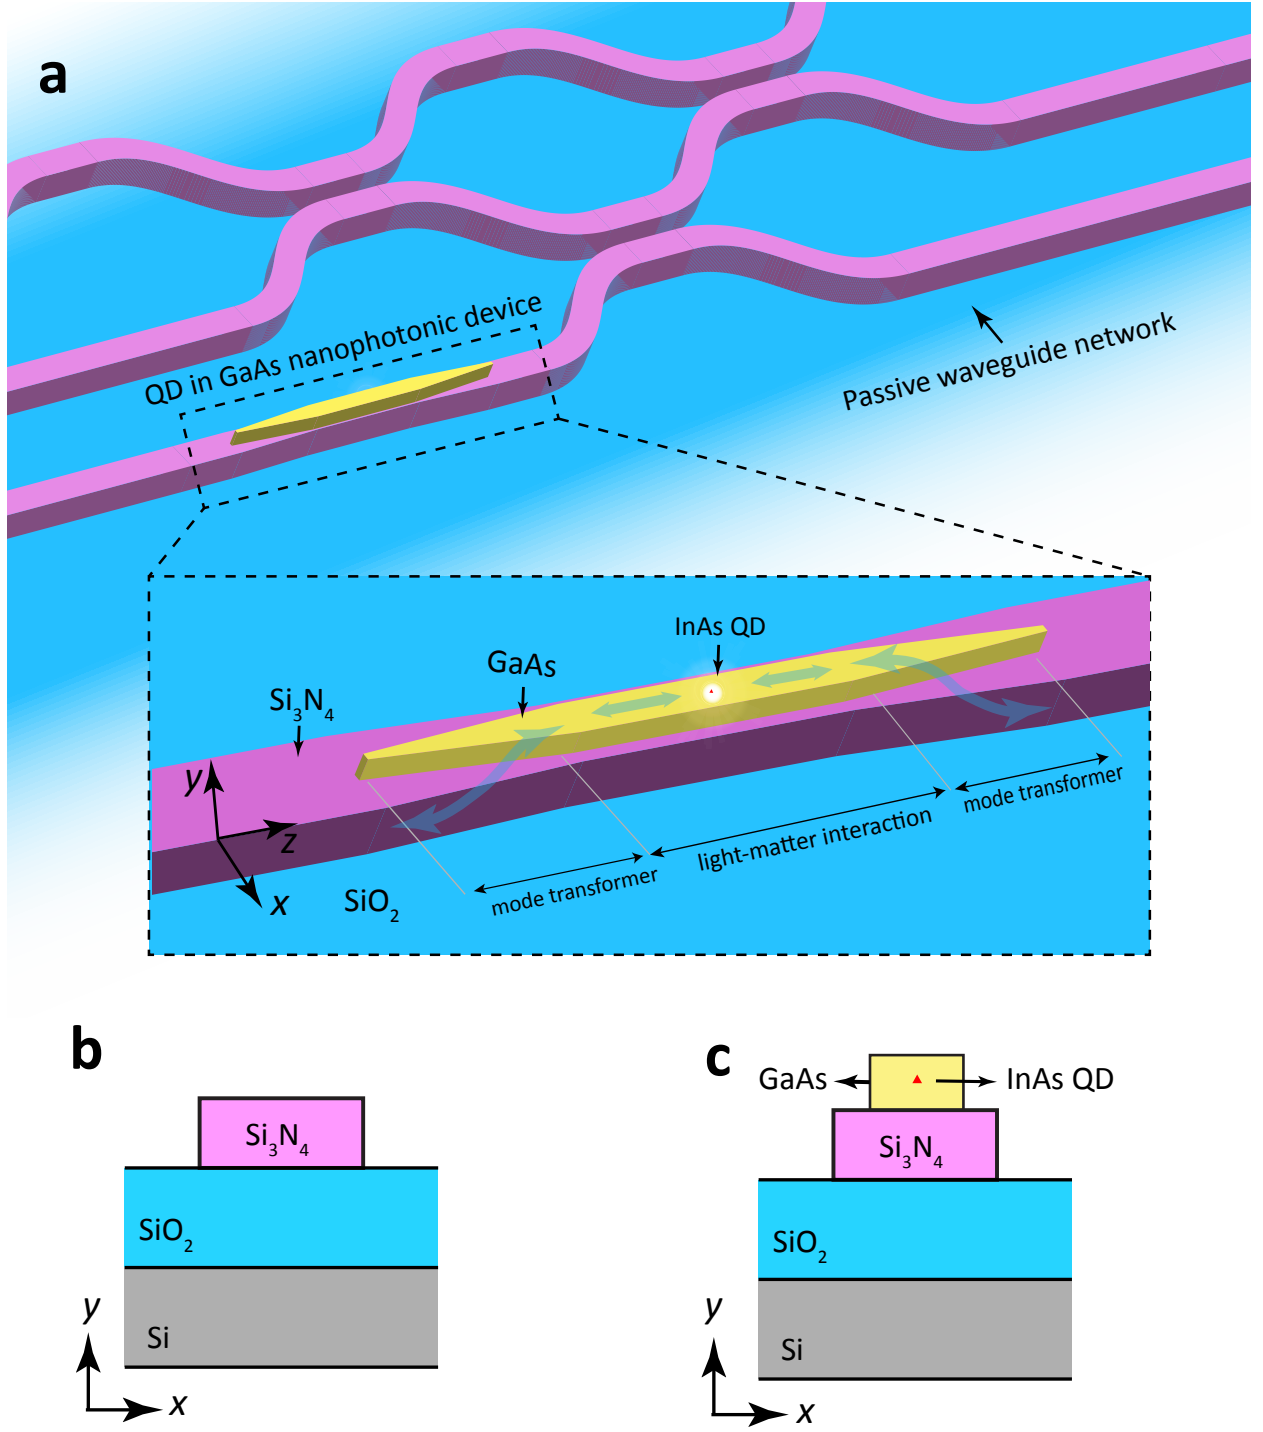 a
QD in GaAs nanophotonic device
Passive waveguide network
InAs QD
GaAs
Si3N4
y
z
x
SiO2
mode transformer
light-matter interaction
mode transformer
b
Si3N4
SiO2
Si
y
x
c
GaAs
InAs QD
Si3N4
SiO2
Si
y
x